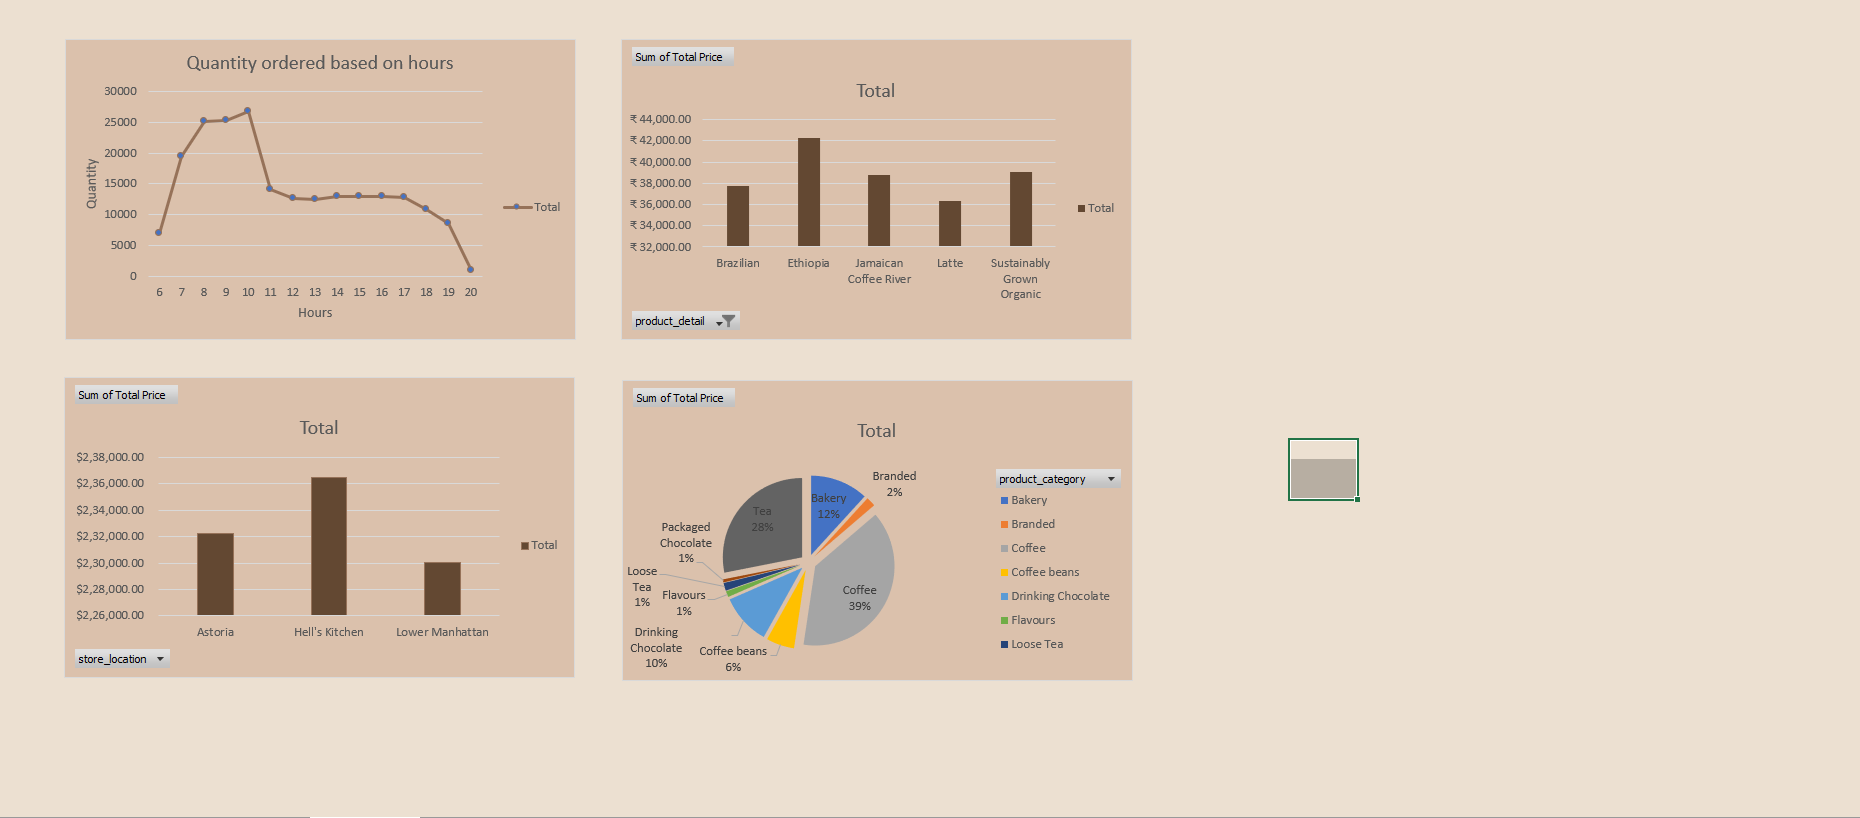 Quantity ordered based on hours
30000
25000
20000
15000
10000
5000
0
Quantity
6 7 8 9 10 11 12 13 14 15 16 17 18 19 20
Hours
Total
Sum of Total Price
Total
₹ 44,000.00
₹ 42,000.00
₹ 40,000.00
₹ 38,000.00
₹ 36,000.00
₹ 34,000.00
₹ 32,000.00
Brazilian
Ethiopia
Jamaican
Coffee River
Latte
Sustainably
Grown
Organic
Total
product_detail
Sum of Total Price
Total
$2,38,000.00
$2,36,000.00
$2,34,000.00
$2,32,000.00
$2,30,000.00
$2,28,000.00
$2,26,000.00
Astoria
Hell's Kitchen
Lower Manhattan
Total
store_location
Sum of Total Price
Total
Bakery
12%
Branded
2%
Coffee
39%
Coffee beans
6%
Drinking
Chocolate
10%
Flavours
1%
Loose
Tea
1%
Packaged
Chocolate
1%
Tea
28%
product_category
Bakery
Branded
Coffee
Coffee beans
Drinking Chocolate
Flavours
Loose Tea